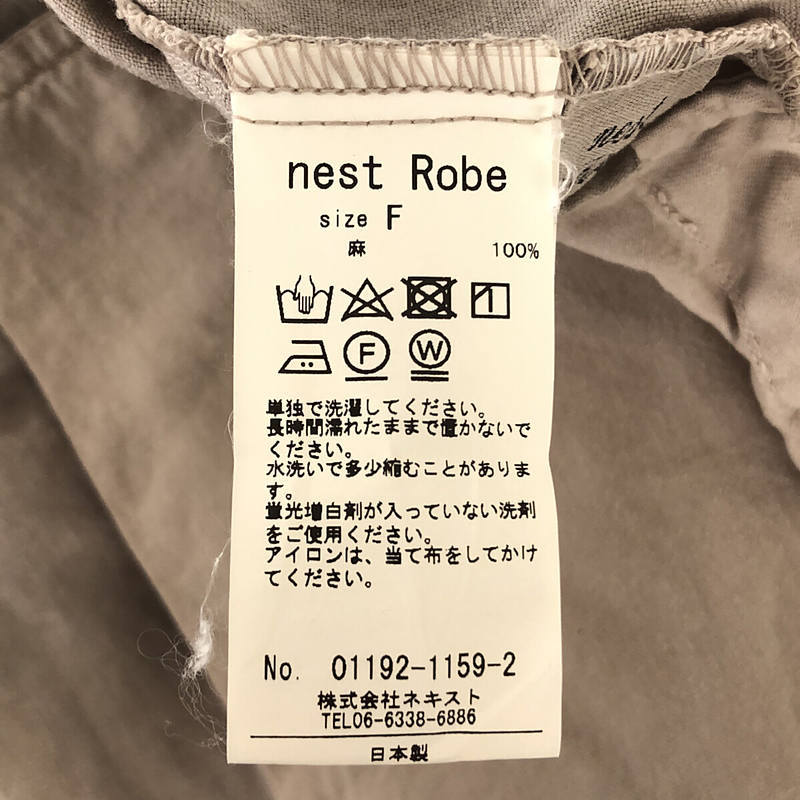 nest Robe
size F
麻 100%
F W
単独で洗濯してください。
長時間濡れたままで置かないで
ください。
水洗いで多少縮むことがありま
す。
蛍光増白剤が入っていない洗剤
をご使用ください。
アイロンは、当て布をしてかけ
てください。
No. 01192-1159-2
株式会社ネキスト
TEL06-6338-6886
日本製